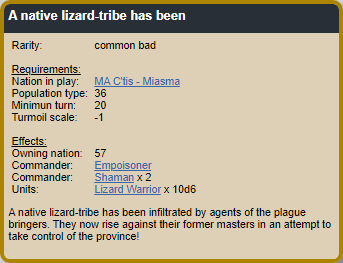 A native lizard-tribe has been
Rarity: common bad
Requirements:
Nation in play: MA C'tis - Miasma
Population type: 36
Minimun turn: 20
Turmoil scale: -1
Effects:
Owning nation: 57
Commander: Empoisoner
Commander: Shaman x 2
Units: Lizard Warrior x 10d6
A native lizard-tribe has been infiltrated by agents of the plague
bringers. They now rise against their former masters in an attempt to
take control of the province!